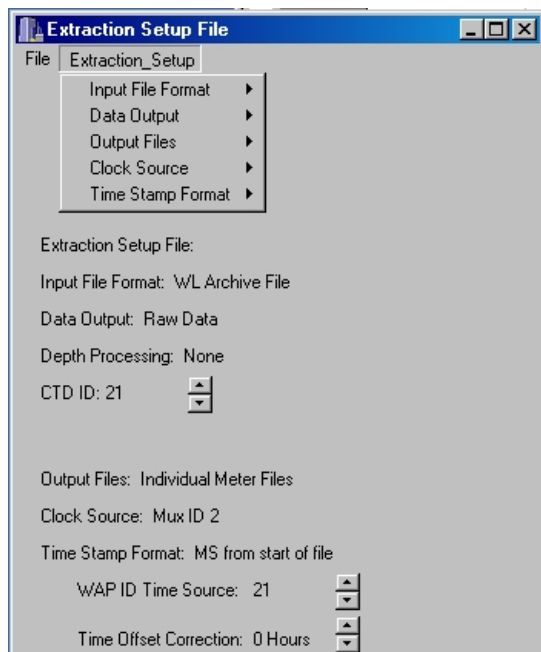 Extraction Setup File
File Extraction_Setup
Input File Format
Data Output
Output Files
Clock Source
Time Stamp Format
Extraction Setup File:
Input File Format: WL Archive File
Data Output: Raw Data
Depth Processing: None
CTD ID: 21
Output Files: Individual Meter Files
Clock Source: Mux ID 2
Time Stamp Format: MS from start of file
WAP ID Time Source: 21
Time Offset Correction: 0 Hours